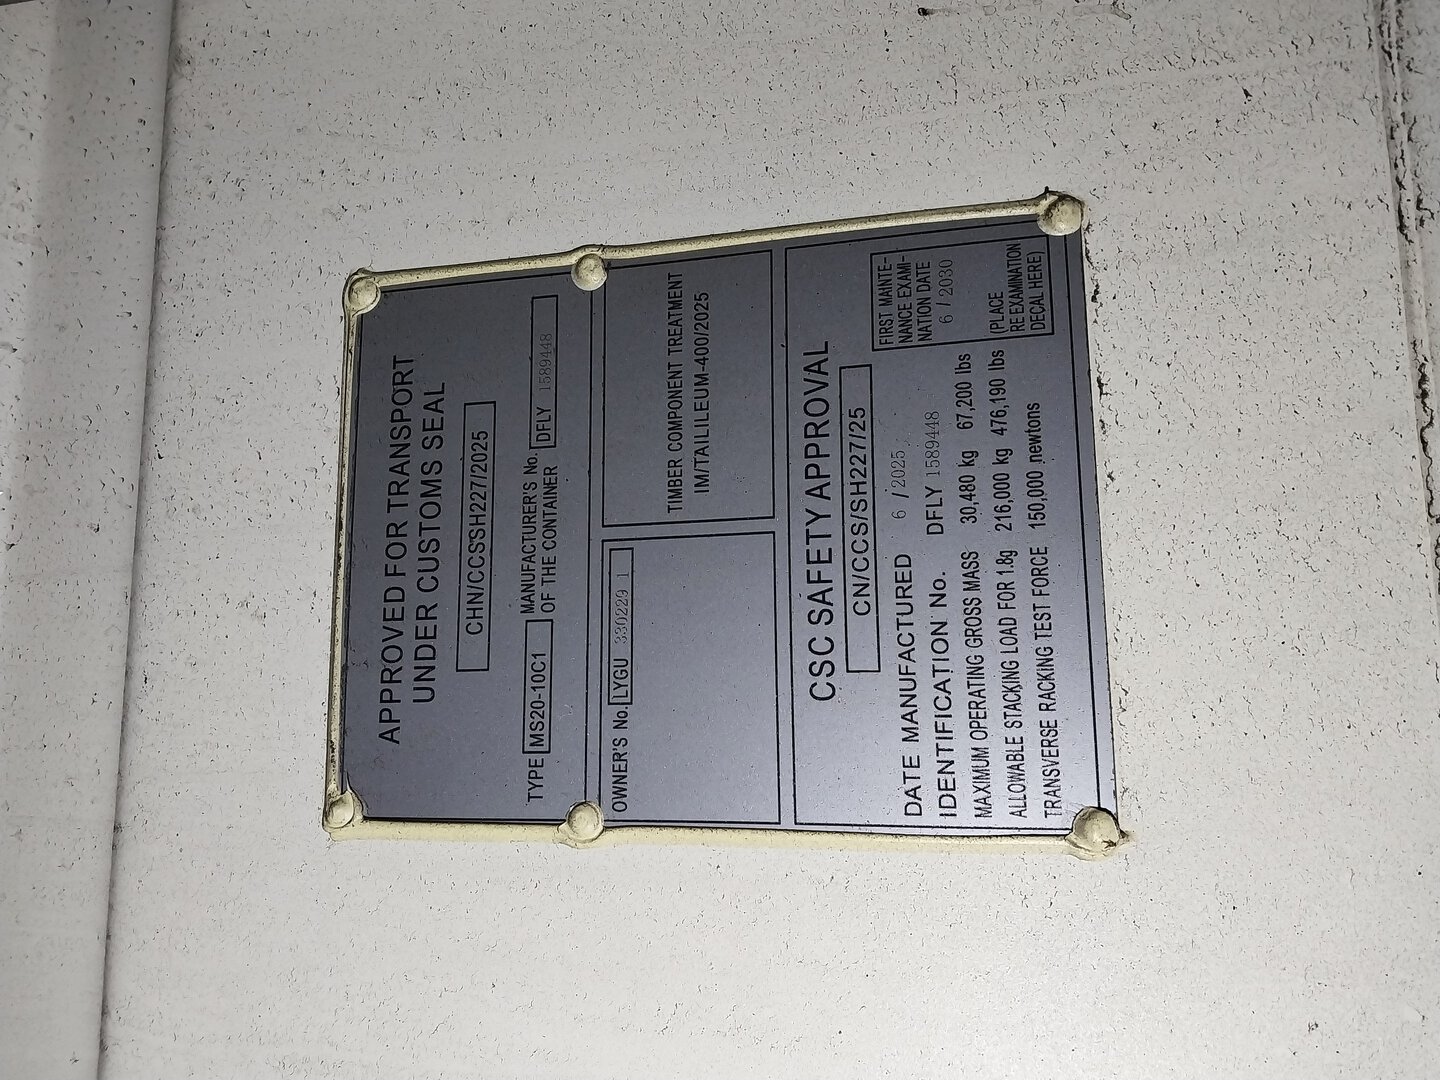 APPROVED FOR TRANSPORT
UNDER CUSTOMS SEAL
CHN/CCSSH227/2025
TYPE MS20-10C1 MANUFACTURER'S No. OF THE CONTAINER DFLY 1589448
OWNER'S No. LYGU 330229 1
TIMBER COMPONENT TREATMENT
IM/TAILILEUM-400/2025
CSC SAFETY APPROVAL
CN/CCS/SH227/25
DATE MANUFACTURED 6 / 2025
IDENTIFICATION No. DFLY 1589448
MAXIMUM OPERATING GROSS MASS 30,480 kg 67,200 lbs
ALLOWABLE STACKING LOAD FOR 1.8g 216,000 kg 476,190 lbs
TRANSVERSE RACKING TEST FORCE 150,000 newtons
FIRST MAINTE-
NANCE EXAMI-
NATION DATE
6 / 2030
(PLACE
REEXAMINATION
DECAL HERE)